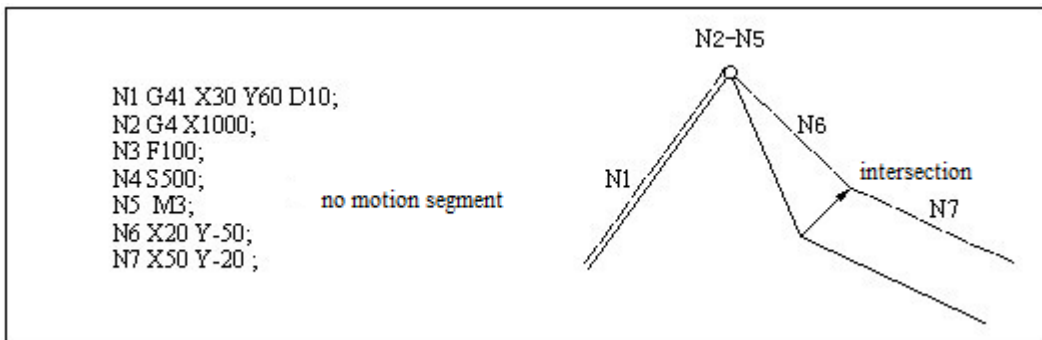 N1 G41 X30 Y60 D10;
N2 G4 X1000;
N3 F100;
N4 S500;
N5 M3;
N6 X20 Y-50;
N7 X50 Y-20 ;
no motion segment
N2-N5
N6
intersection
N1
N7